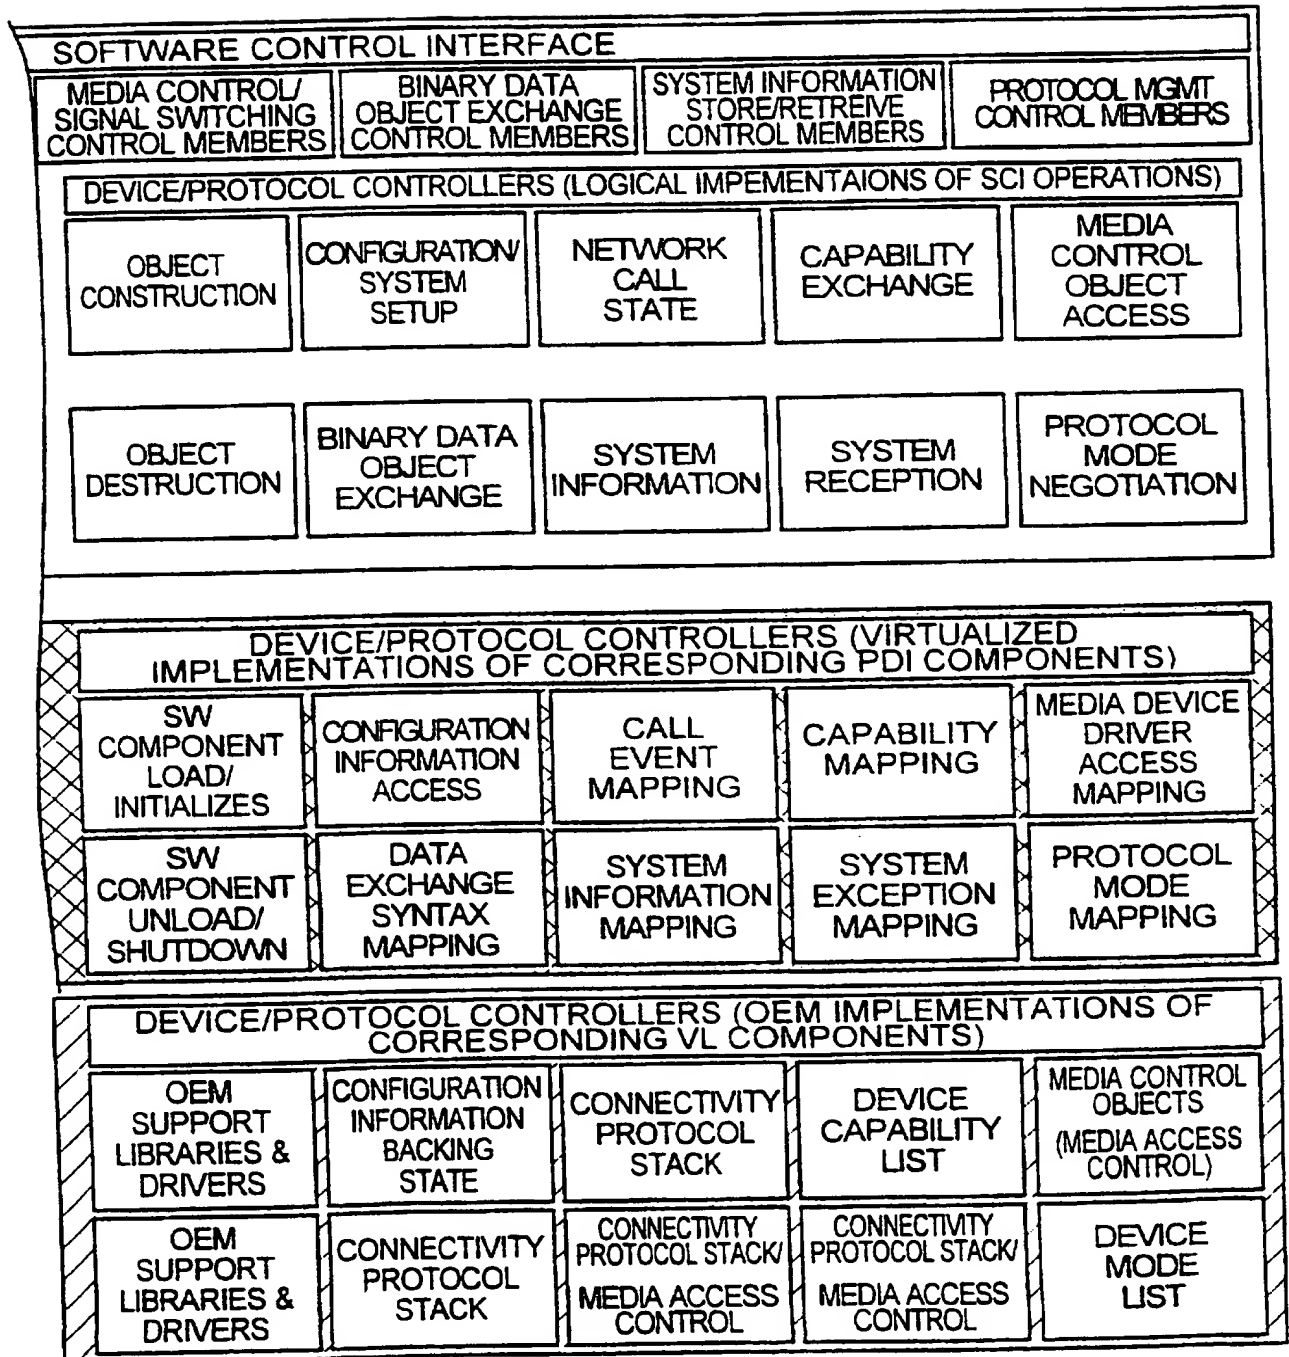 SOFTWARE CONTROL INTERFACE
MEDIA CONTROL/
SIGNAL SWITCHING
CONTROL MEMBERS
BINARY DATA
OBJECT EXCHANGE
CONTROL MEMBERS
SYSTEM INFORMATION
STORE/RETREIVE
CONTROL MEMBERS
PROTOCOL MGMT
CONTROL MEMBERS
DEVICE/PROTOCOL CONTROLLERS (LOGICAL IMPEMENTAIONS OF SCI OPERATIONS)
OBJECT
CONSTRUCTION
CONFIGURATION/
SYSTEM
SETUP
NETWORK
CALL
STATE
CAPABILITY
EXCHANGE
MEDIA
CONTROL
OBJECT
ACCESS
OBJECT
DESTRUCTION
BINARY DATA
OBJECT
EXCHANGE
SYSTEM
INFORMATION
SYSTEM
RECEPTION
PROTOCOL
MODE
NEGOTIATION
DEVICE/PROTOCOL CONTROLLERS (VIRTUALIZED
IMPLEMENTATIONS OF CORRESPONDING PDI COMPONENTS)
SW
COMPONENT
LOAD/
INITIALIZES
CONFIGURATION
INFORMATION
ACCESS
CALL
EVENT
MAPPING
CAPABILITY
MAPPING
MEDIA DEVICE
DRIVER
ACCESS
MAPPING
SW
COMPONENT
UNLOAD/
SHUTDOWN
DATA
EXCHANGE
SYNTAX
MAPPING
SYSTEM
INFORMATION
MAPPING
SYSTEM
EXCEPTION
MAPPING
PROTOCOL
MODE
MAPPING
DEVICE/PROTOCOL CONTROLLERS (OEM IMPLEMENTATIONS OF
CORRESPONDING VL COMPONENTS)
OEM
SUPPORT
LIBRARIES &
DRIVERS
CONFIGURATION
INFORMATION
BACKING
STATE
CONNECTIVITY
PROTOCOL
STACK
DEVICE
CAPABILITY
LIST
MEDIA CONTROL
OBJECTS
(MEDIA ACCESS
CONTROL)
OEM
SUPPORT
LIBRARIES &
DRIVERS
CONNECTIVITY
PROTOCOL
STACK
CONNECTIVITY
PROTOCOL STACK/
MEDIA ACCESS
CONTROL
CONNECTIVITY
PROTOCOL STACK/
MEDIA ACCESS
CONTROL
DEVICE
MODE
LIST